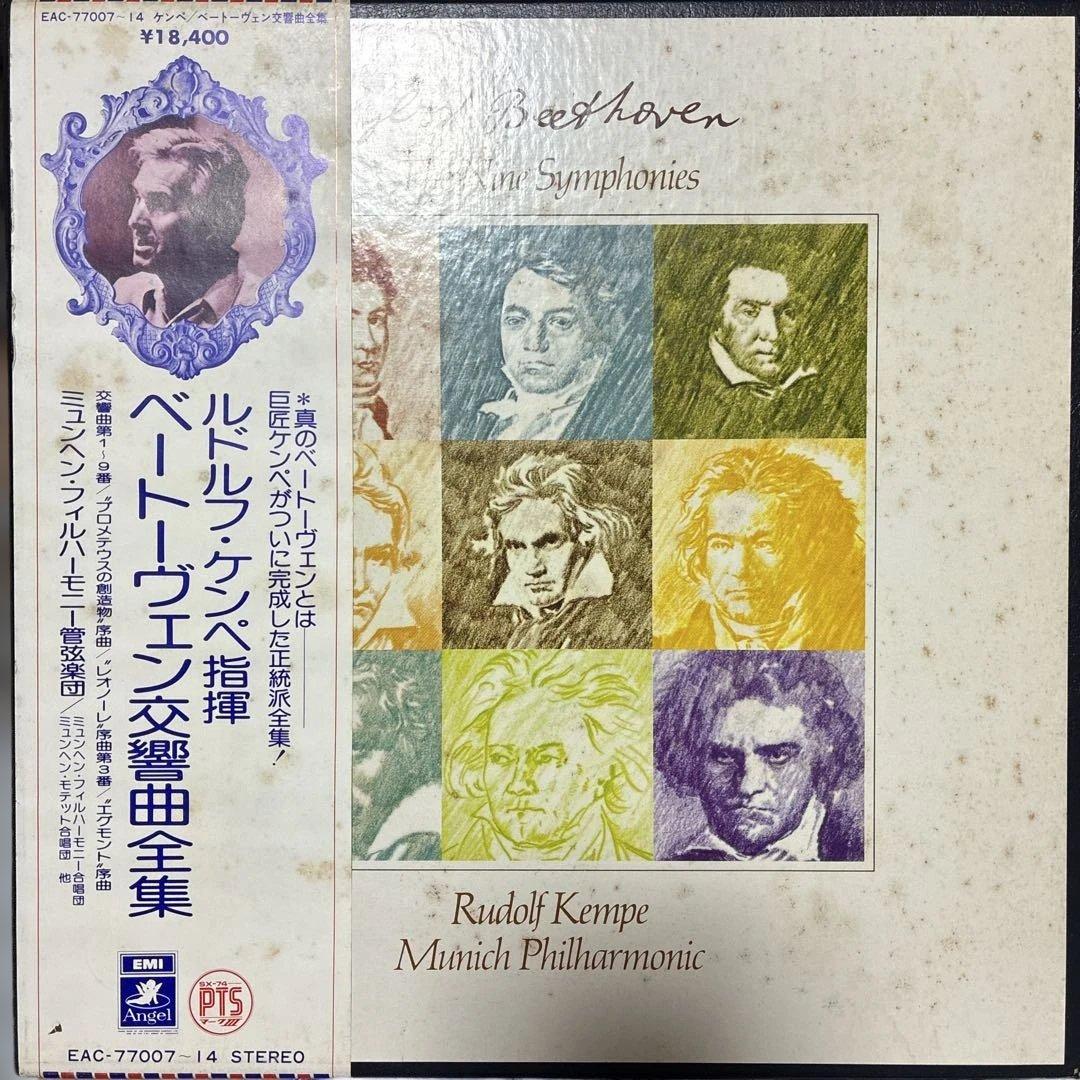 EAC-77007~14 ケンペ/ベートーヴェン交響曲全集
¥18,400
*真のベートーヴェンとは――
巨匠ケンペがついに完成した正統派全集!
ルドルフ・ケンペ指揮
ベートーヴェン交響曲全集
交響曲第1~9番/"プロメテウスの創造物"序曲/"レオノーレ"序曲第3番/"エグモント"序曲
ミュンヘン・フィルハーモニー管弦楽団/
ミュンヘン・フィルハーモニー合唱団
ミュンヘン・モテット合唱団 他
EMI
Angel
SX-74
PTS
マークIII
EAC-77007~14 STEREO
Beethoven
Nine Symphonies
Rudolf Kempe
Munich Philharmonic